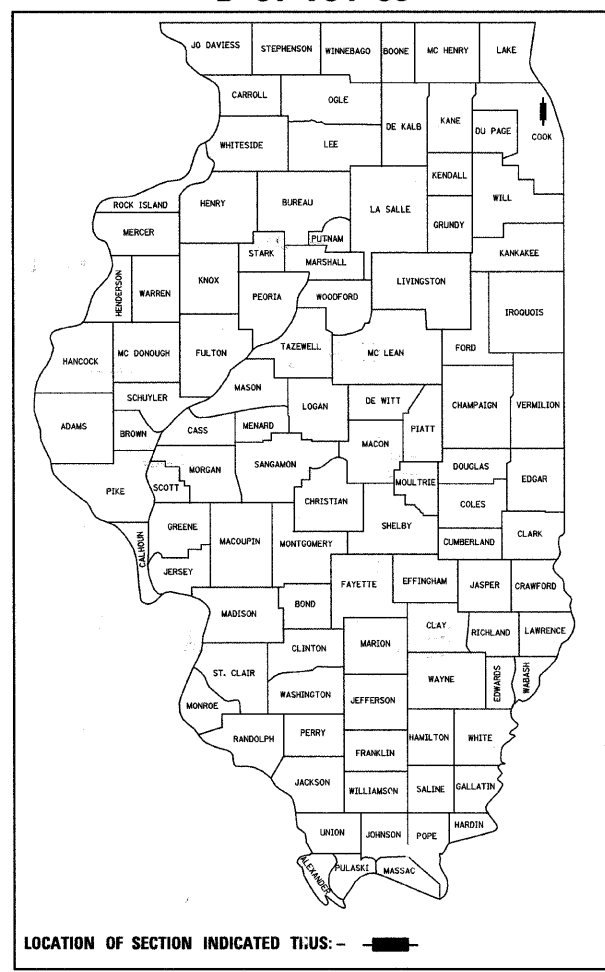 JO DAVIESS
STEPHENSON
WINNEBAGO
BOONE
MC HENRY
LAKE
CARROLL
OGLE
DE KALB
KANE
DU PAGE
COOK
WHITESIDE
LEE
KENDALL
WILL
ROCK ISLAND
HENRY
BUREAU
LA SALLE
GRUNDY
MERCER
PUTNAM
STARK
MARSHALL
KANKAKEE
HENDERSON
WARREN
KNOX
PEORIA
WOODFORD
LIVINGSTON
IROQUOIS
HANCOCK
MC DONOUGH
FULTON
TAZEWELL
MC LEAN
FORD
SCHUYLER
MASON
LOGAN
DE WITT
CHAMPAIGN
VERMILION
ADAMS
BROWN
CASS
MENARD
MACON
PIATT
PIKE
SCOTT
MORGAN
SANGAMON
CHRISTIAN
MOULTRIE
DOUGLAS
EDGAR
COLES
CALHOUN
GREENE
MACOUPIN
MONTGOMERY
SHELBY
CUMBERLAND
CLARK
JERSEY
FAYETTE
EFFINGHAM
JASPER
CRAWFORD
MADISON
BOND
CLAY
RICHLAND
LAWRENCE
CLINTON
MARION
ST. CLAIR
WASHINGTON
WAYNE
EDWARDS
WABASH
MONROE
JEFFERSON
RANDOLPH
PERRY
HAMILTON
WHITE
FRANKLIN
JACKSON
WILLIAMSON
SALINE
GALLATIN
UNION
JOHNSON
POPE
HARDIN
ALEXANDER
PULASKI
MASSAC
LOCATION OF SECTION INDICATED THUS: -